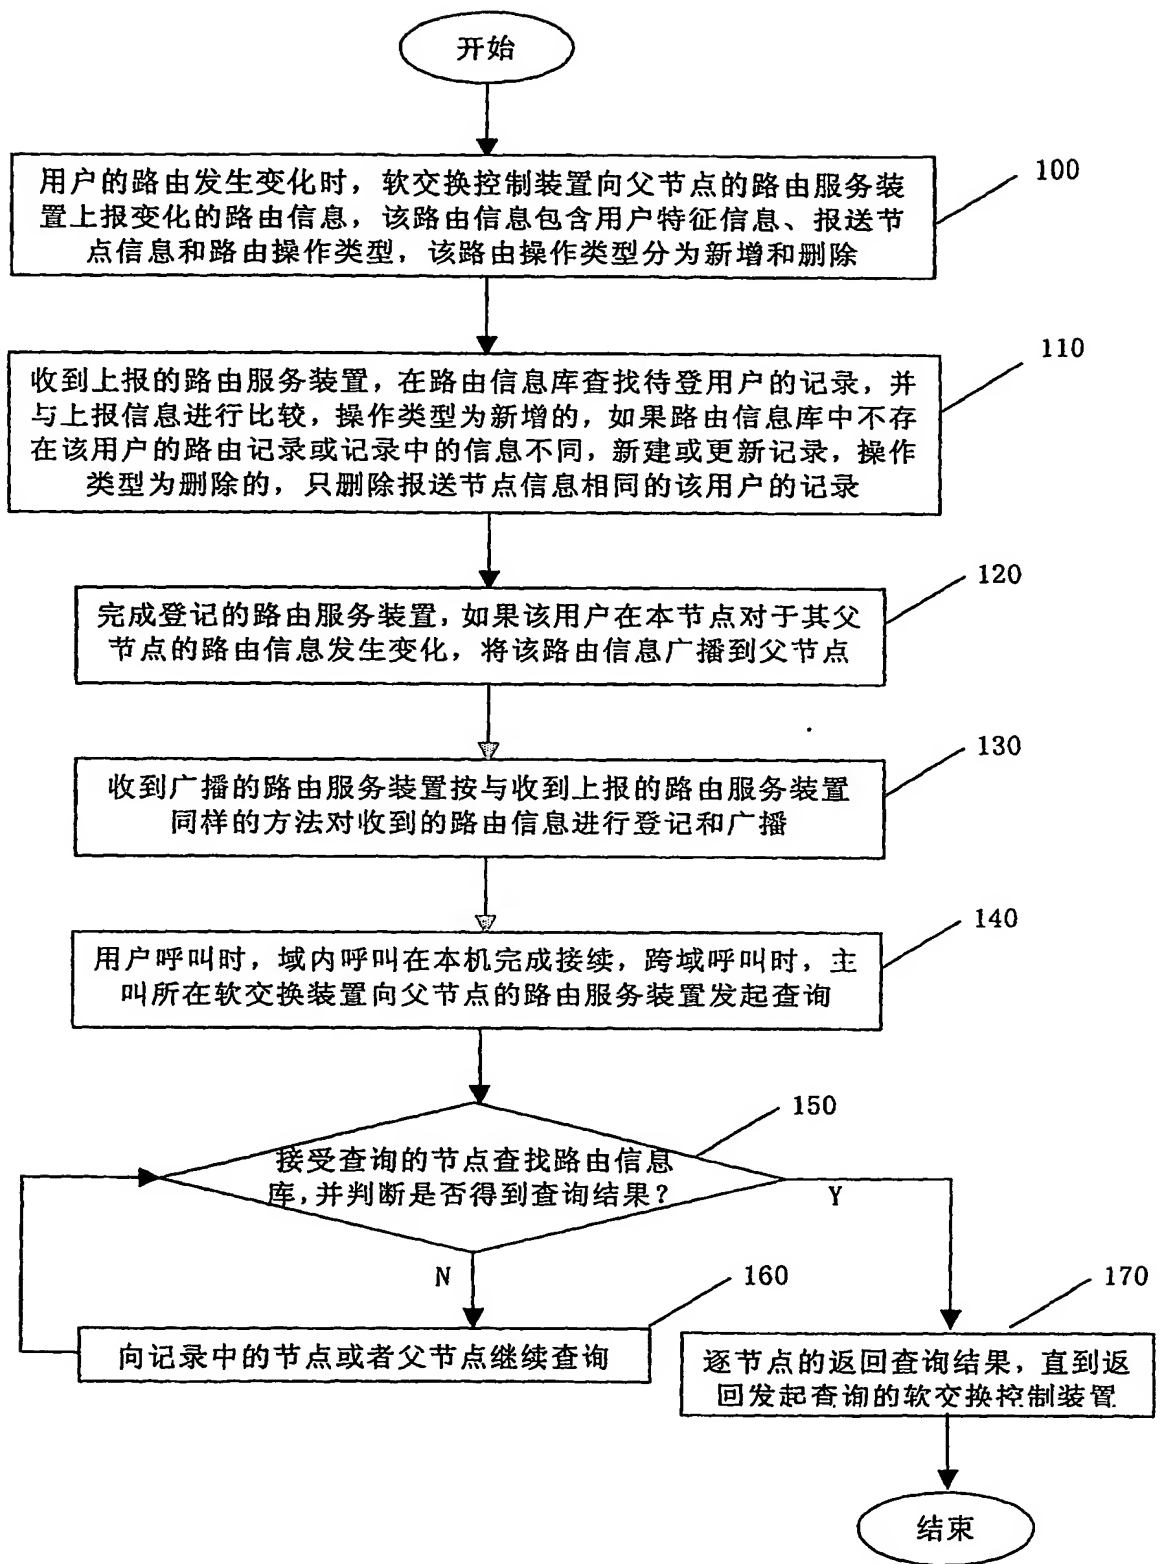 开始
用户的路由发生变化时，软交换控制装置向父节点的路由服务装
置上报变化的路由信息，该路由信息包含用户特征信息、报送节
点信息和路由操作类型，该路由操作类型分为新增和删除
100
收到上报的路由服务装置，在路由信息库查找待登用户的记录，并
与上报信息进行比较，操作类型为新增的，如果路由信息库中不存
在该用户的路由记录或记录中的信息不同，新建或更新记录，操作
类型为删除的，只删除报送节点信息相同的该用户的记录
110
完成登记的路由服务装置，如果该用户在本节点对于其父
节点的路由信息发生变化，将该路由信息广播到父节点
120
收到广播的路由服务装置按与收到上报的路由服务装置
同样的方法对收到的路由信息进行登记和广播
130
用户呼叫时，域内呼叫在本机完成接续，跨域呼叫时，主
叫所在软交换装置向父节点的路由服务装置发起查询
140
接受查询的节点查找路由信息
库，并判断是否得到查询结果？
150
Y
N
向记录中的节点或者父节点继续查询
160
逐节点的返回查询结果，直到返
回发起查询的软交换控制装置
170
结束